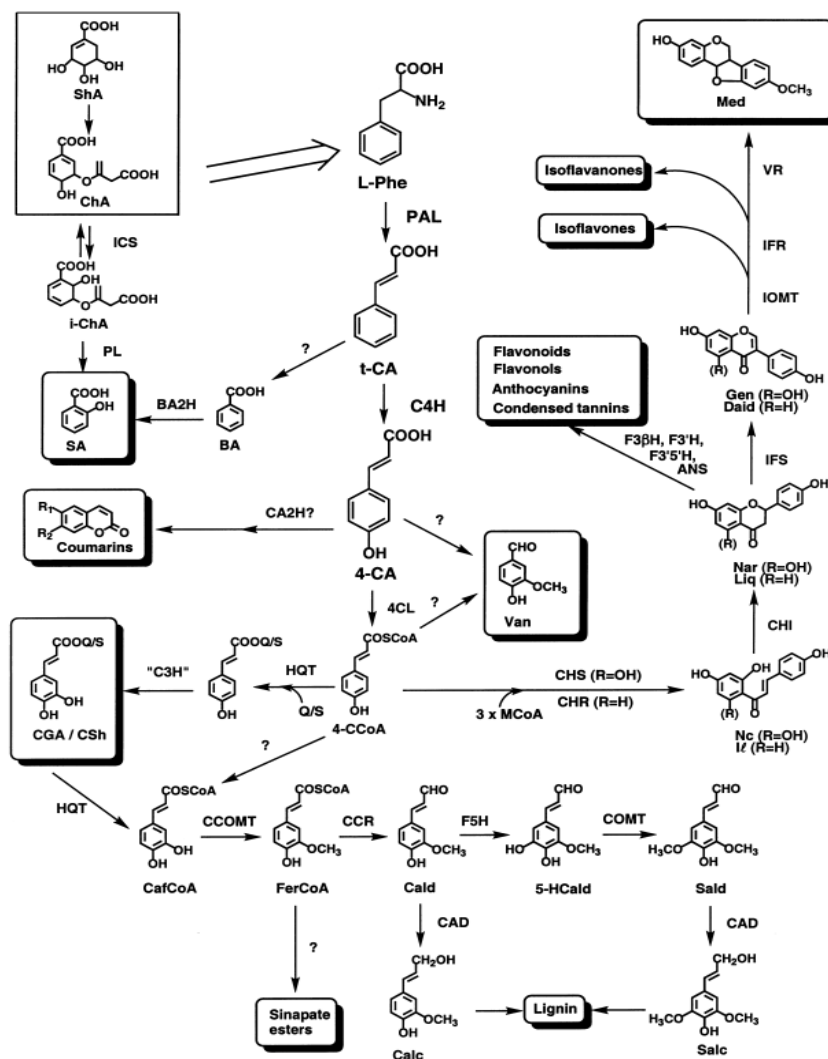 COOH
HO
OH
OH
ShA
COOH
O
COOH
OH
ChA
ICS
COOH
OH
O
COOH
i-ChA
PL
COOH
OH
SA
BA2H
COOH
BA
?
COOH
NH2
L-Phe
PAL
COOH
t-CA
C4H
COOH
OH
4-CA
CA2H?
R1
R2
O
O
Coumarins
?
CHO
OCH3
OH
Van
4CL
?
COSCoA
OH
4-CCoA
HQT
Q/S
COOQ/S
OH
"C3H"
COOQ/S
OH
OH
CGA / CSh
?
HQT
3 x MCoA
CHS (R=OH)
CHR (R=H)
HO
OH
OH
(R)
O
Nc (R=OH)
Iℓ (R=H)
CHI
HO
O
OH
(R)
O
Nar (R=OH)
Liq (R=H)
F3βH, F3'H,
F3'5'H,
ANS
IFS
Flavonoids
Flavonols
Anthocyanins
Condensed tannins
HO
O
(R)
O
OH
Gen (R=OH)
Daid (R=H)
IOMT
Isoflavones
IFR
Isoflavanones
VR
HO
O
O
OCH3
Med
COSCoA
OH
OH
CafCoA
CCOMT
COSCoA
OCH3
OH
FerCoA
CCR
CHO
OCH3
OH
Cald
F5H
CHO
HO
OCH3
OH
5-HCald
COMT
CHO
H3CO
OCH3
OH
Sald
?
Sinapate
esters
CAD
CH2OH
OCH3
OH
Calc
Lignin
CAD
CH2OH
H3CO
OCH3
OH
Salc